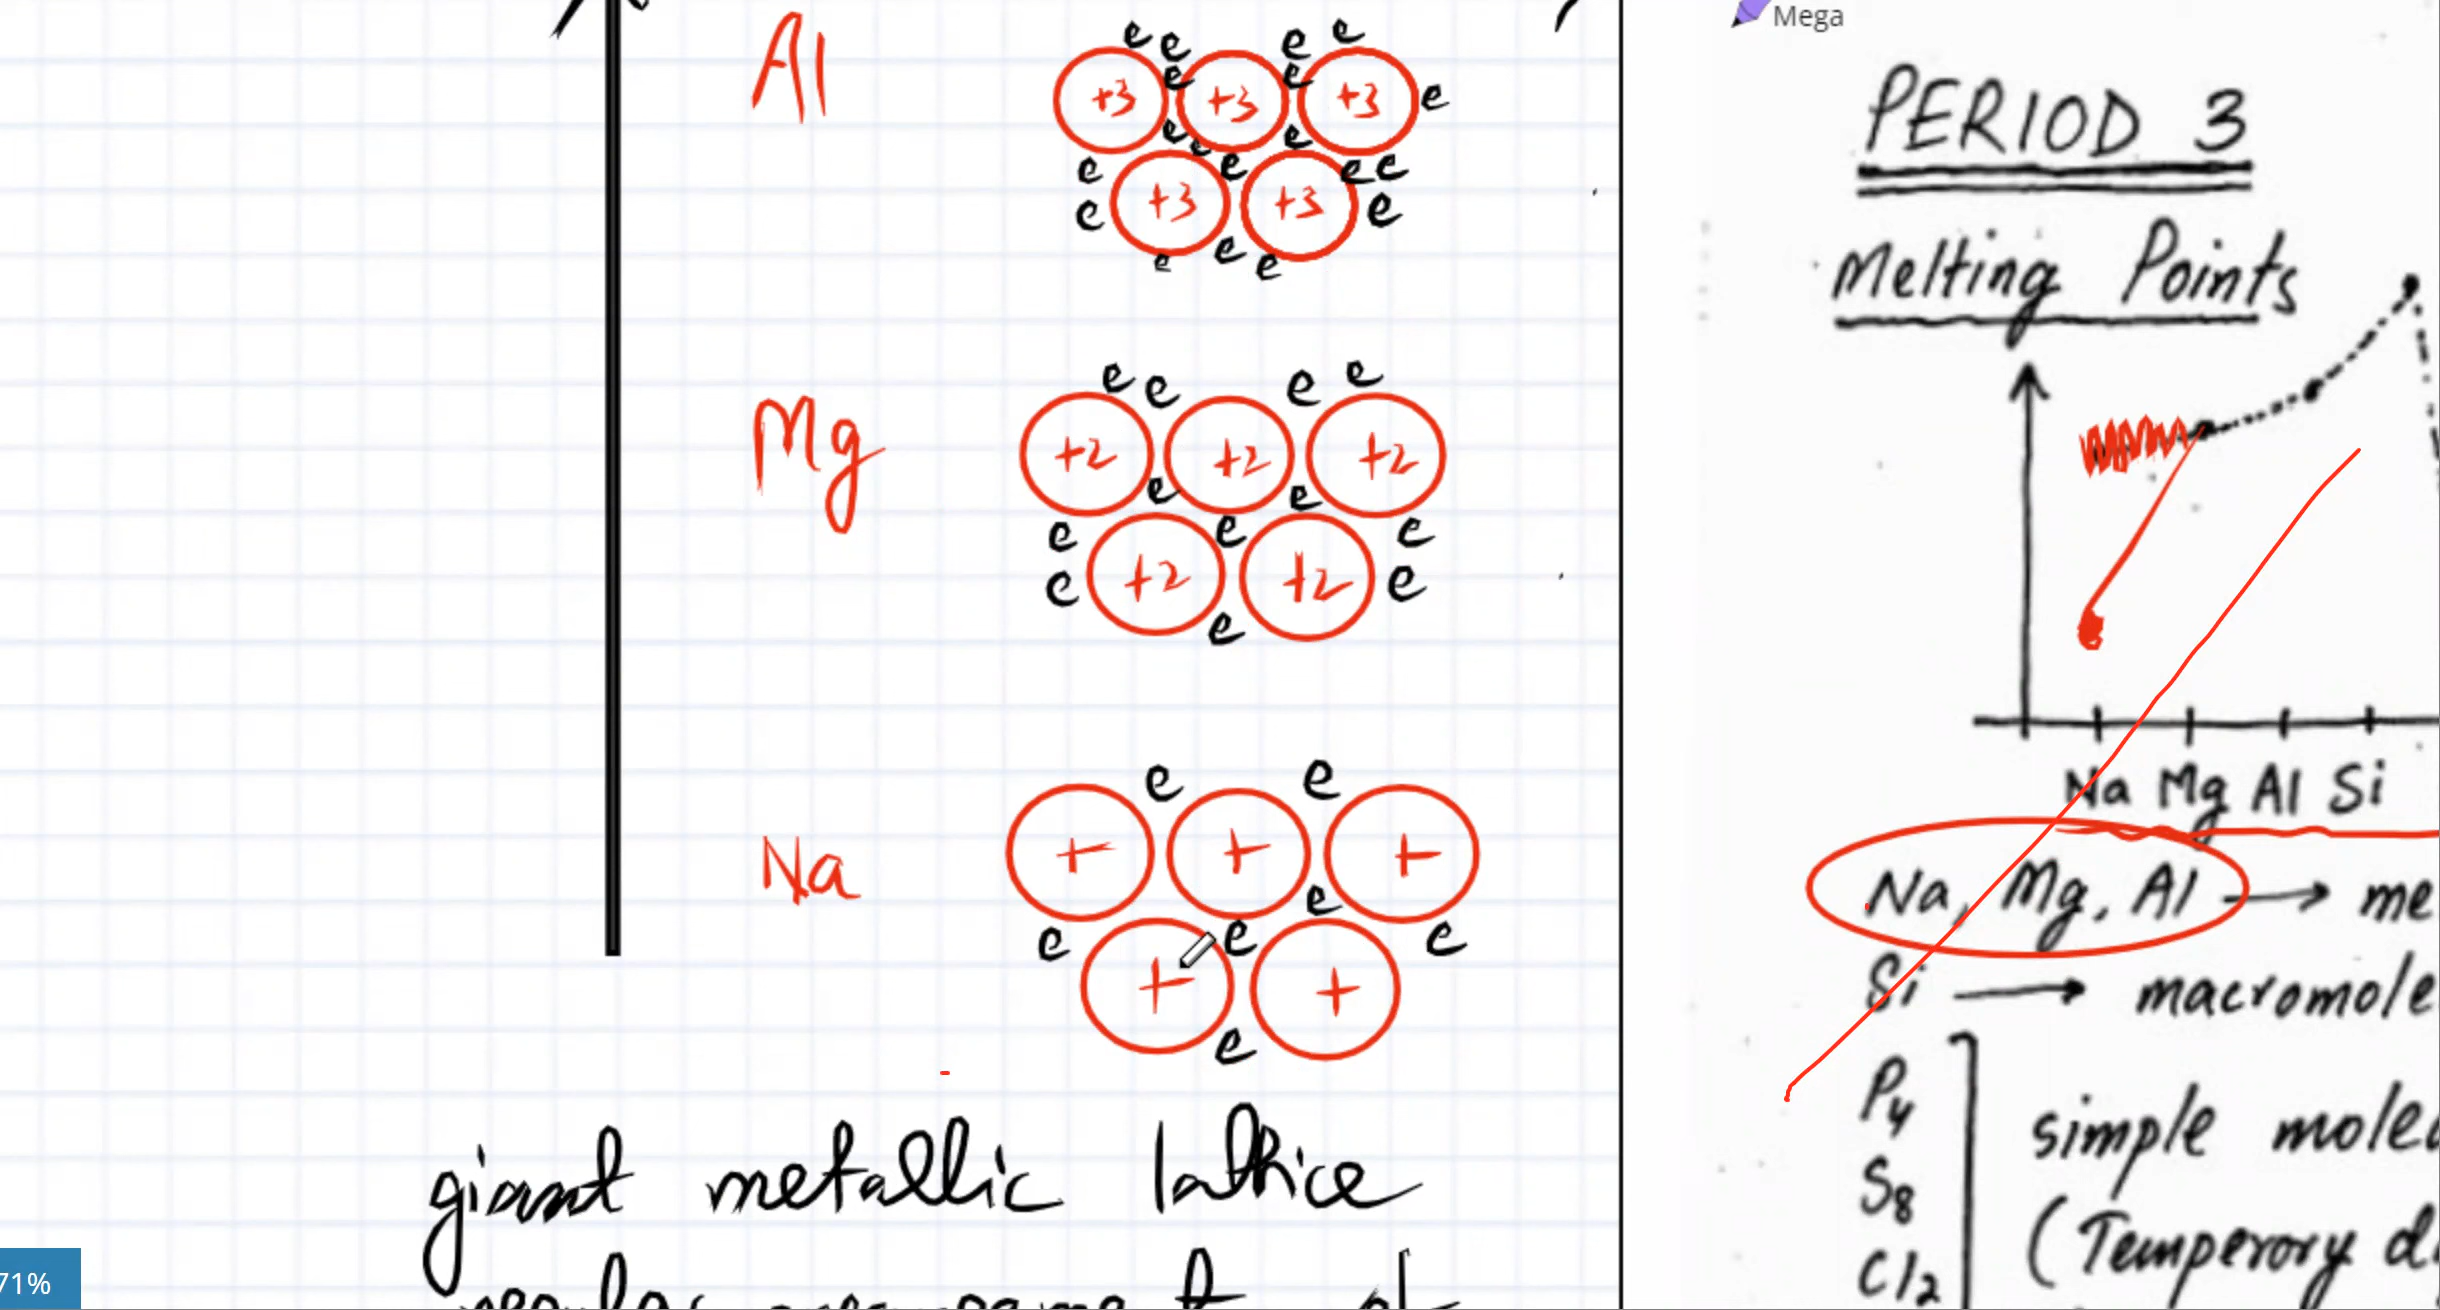 Al
e e e e
e e
+3 +3 +3 e
e e e
e e e e
e +3 +3 e
e e e
Mg
e e e e
+2 +2 +2
e e
e e e
e +2 +2 e
e
Na
e e
+ + +
e
e e e
+ +
e
giant metallic lattice
71%
Mega
PERIOD 3
Melting Points
Na Mg Al Si
Na, Mg, Al → me
Si → macromole
P4
S8
Cl2
simple mole
(Temperory d